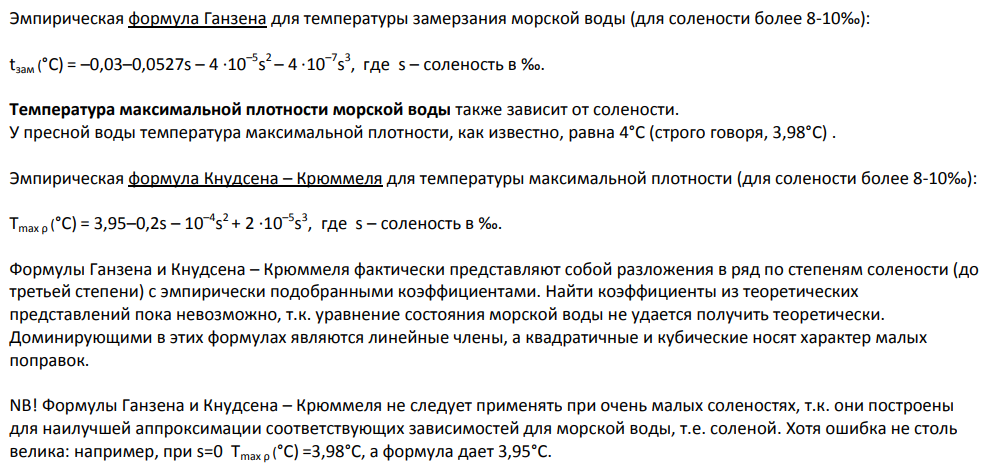 Эмпирическая формула Ганзена для температуры замерзания морской воды (для солености более 8-10‰):
tзам (°C) = –0,03–0,0527s – 4 ·10⁻⁵s² – 4 ·10⁻⁷s³, где s – соленость в ‰.
Температура максимальной плотности морской воды также зависит от солености.
У пресной воды температура максимальной плотности, как известно, равна 4°C (строго говоря, 3,98°C) .
Эмпирическая формула Кнудсена – Крюммеля для температуры максимальной плотности (для солености более 8-10‰):
Tmax ρ (°C) = 3,95–0,2s – 10⁻⁴s² + 2 ·10⁻⁵s³, где s – соленость в ‰.
Формулы Ганзена и Кнудсена – Крюммеля фактически представляют собой разложения в ряд по степеням солености (до
третьей степени) с эмпирически подобранными коэффициентами. Найти коэффициенты из теоретических
представлений пока невозможно, т.к. уравнение состояния морской воды не удается получить теоретически.
Доминирующими в этих формулах являются линейные члены, а квадратичные и кубические носят характер малых
поправок.
NB! Формулы Ганзена и Кнудсена – Крюммеля не следует применять при очень малых соленостях, т.к. они построены
для наилучшей аппроксимации соответствующих зависимостей для морской воды, т.е. соленой. Хотя ошибка не столь
велика: например, при s=0 Tmax ρ (°C) =3,98°C, а формула дает 3,95°C.